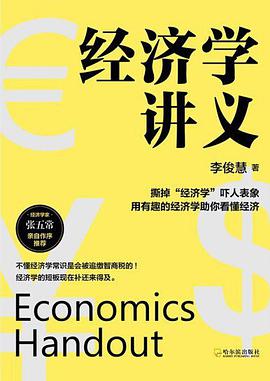 经济学
讲义
李俊慧 著
撕掉“经济学”吓人表象
用有趣的经济学助你看懂经济
经济学家
张五常
亲自作序
推荐
不懂经济学常识是会被追缴智商税的！
经济学的短板现在补还来得及。
Economics
Handout
哈尔滨出版社